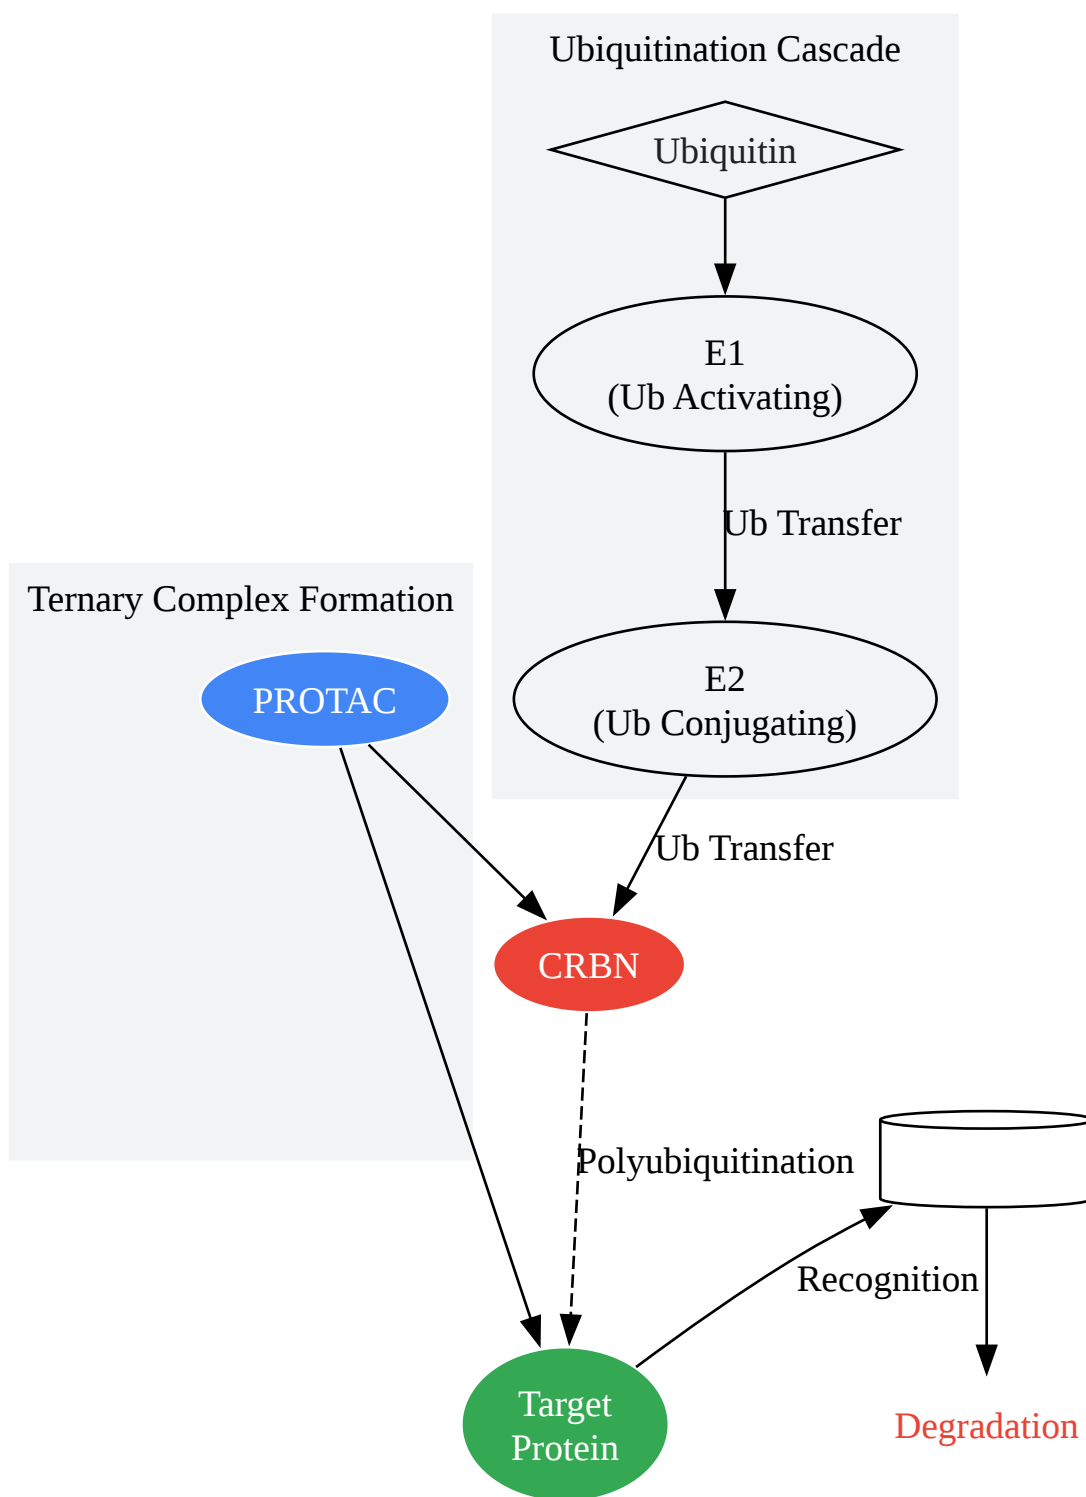 Ubiquitination Cascade
Ubiquitin
E1
(Ub Activating)
Ub Transfer
Ternary Complex Formation
E2
(Ub Conjugating)
PROTAC
Ub Transfer
CRBN
Polyubiquitination
Recognition
Target
Protein
Degradation